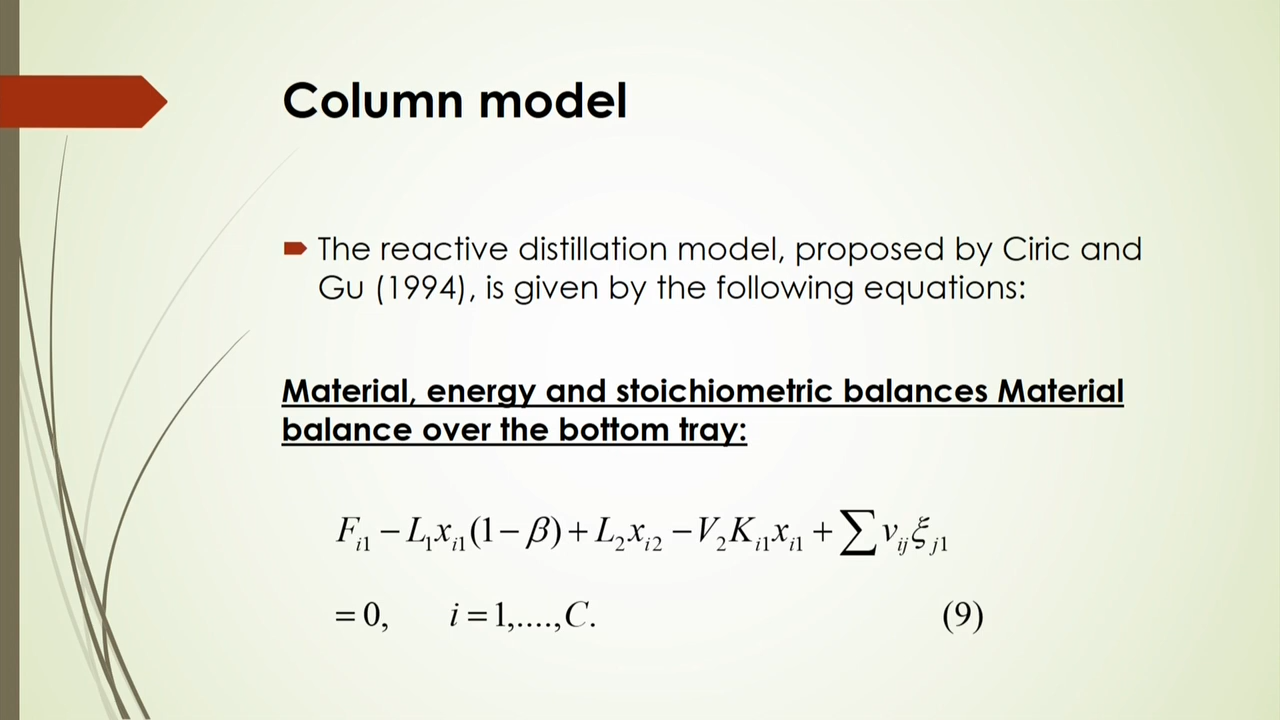 Column model
The reactive distillation model, proposed by Ciric and
Gu (1994), is given by the following equations:
Material, energy and stoichiometric balances Material
balance over the bottom tray:
F_{i1} − L_1x_{i1}(1 − β) + L_2x_{i2} − V_2K_{i1}x_{i1} + ∑ν_{ij}ξ_{j1}
= 0, i = 1,....,C. (9)